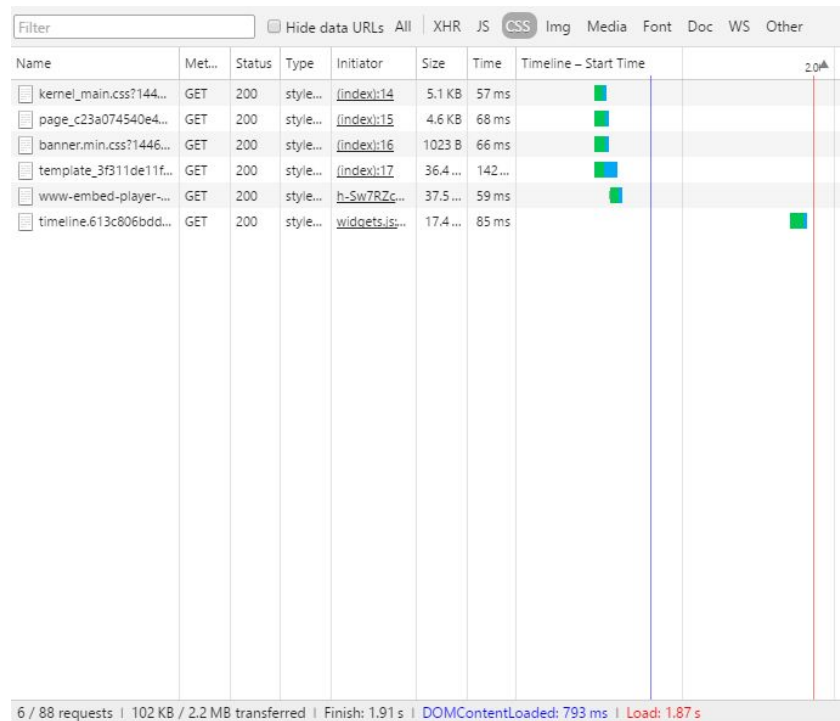 Filter Hide data URLs All XHR JS CSS Img Media Font Doc WS Other
Name Met... Status Type Initiator Size Time Timeline – Start Time 2.0
kernel_main.css?144... GET 200 style... (index):14 5.1 KB 57 ms
page_c23a074540e4... GET 200 style... (index):15 4.6 KB 68 ms
banner.min.css?1446... GET 200 style... (index):16 1023 B 66 ms
template_3f311de11f... GET 200 style... (index):17 36.4 ... 142...
www-embed-player-... GET 200 style... h-Sw7RZc... 37.5 ... 59 ms
timeline.613c806bdd... GET 200 style... widgets.js:... 17.4 ... 85 ms
6 / 88 requests | 102 KB / 2.2 MB transferred | Finish: 1.91 s | DOMContentLoaded: 793 ms | Load: 1.87 s